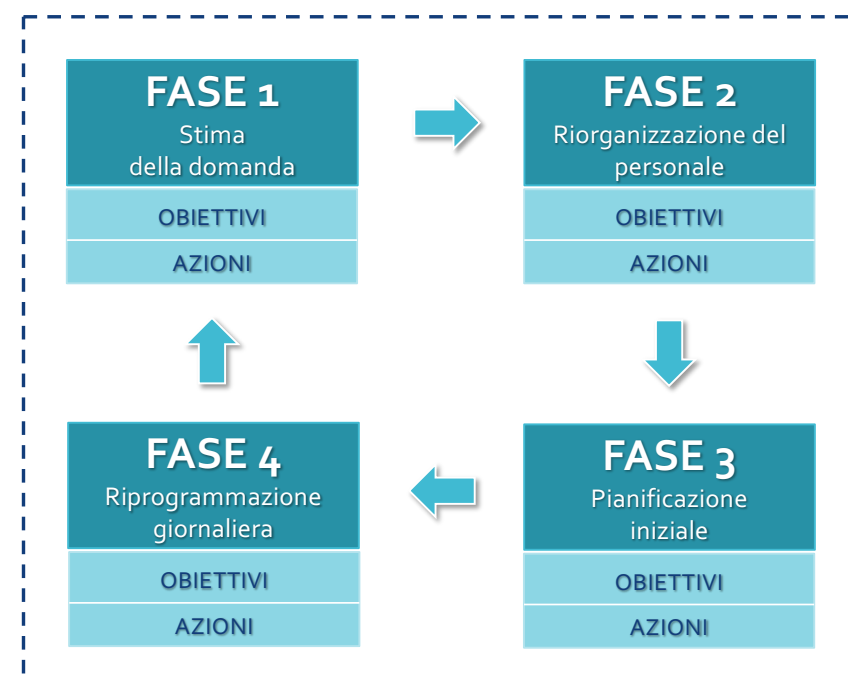 FASE 1
Stima
della domanda
OBIETTIVI
AZIONI
FASE 2
Riorganizzazione del
personale
OBIETTIVI
AZIONI
FASE 4
Riprogrammazione
giornaliera
OBIETTIVI
AZIONI
FASE 3
Pianificazione
iniziale
OBIETTIVI
AZIONI